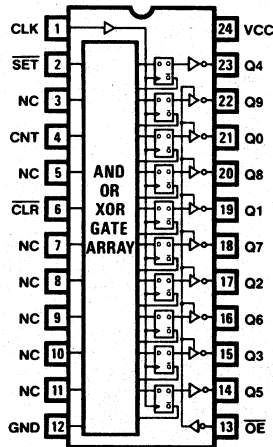 CLK 1 24 VCC
SET 2 23 Q4
NC 3 22 Q9
CNT 4 21 Q0
NC 5 20 Q8
CLR 6 19 Q1
NC 7 18 Q7
NC 8 17 Q2
NC 9 16 Q6
NC 10 15 Q3
NC 11 14 Q5
GND 12 13 OE
AND
OR
XOR
GATE
ARRAY